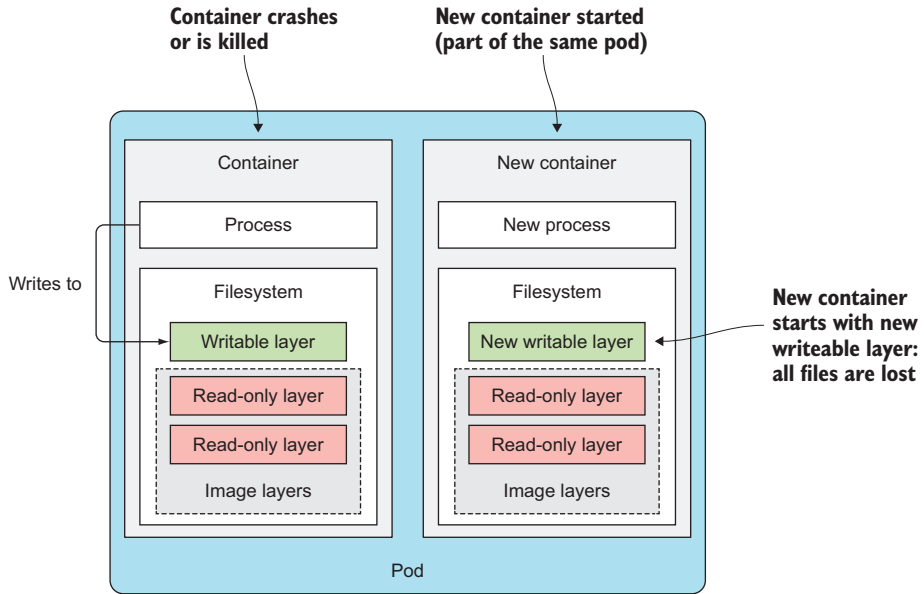 Container crashes
or is killed
New container started
(part of the same pod)
Container
Process
Writes to
Filesystem
Writable layer
Read-only layer
Read-only layer
Image layers
New container
New process
Filesystem
New writable layer
Read-only layer
Read-only layer
Image layers
New container
starts with new
writeable layer:
all files are lost
Pod